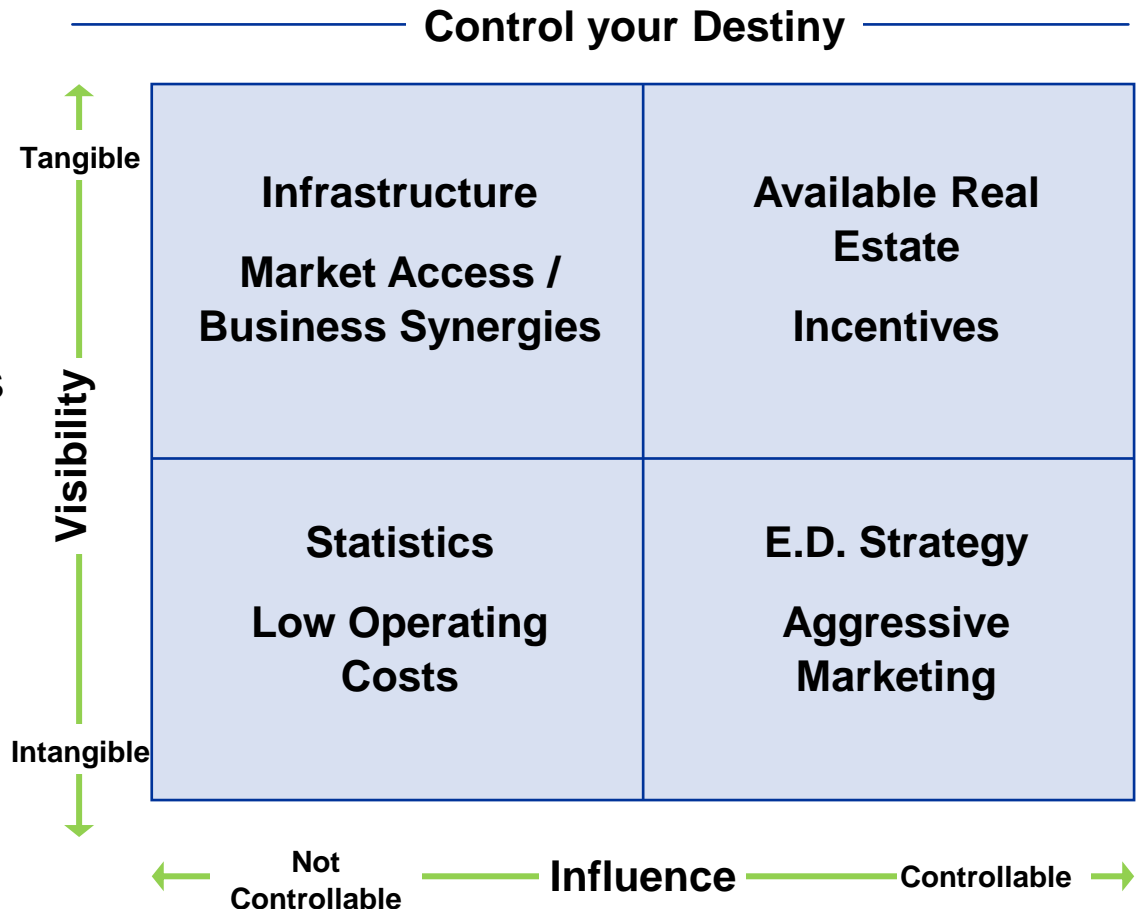 Control your Destiny
Tangible
Infrastructure
Market Access /
Business Synergies
Available Real
Estate
Incentives
s
Visibility
Statistics
Low Operating
Costs
E.D. Strategy
Aggressive
Marketing
Intangible
Not
Controllable
Influence
Controllable